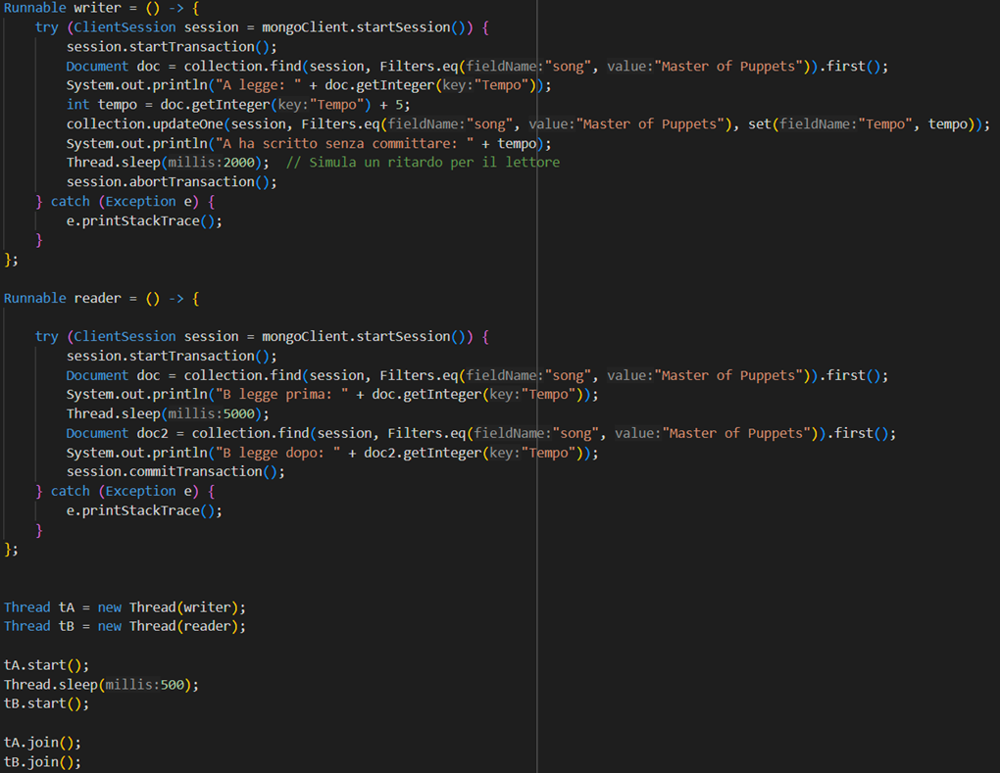 Runnable writer = () -> {
    try (ClientSession session = mongoClient.startSession()) {
        session.startTransaction();
        Document doc = collection.find(session, Filters.eq(fieldName:"song", value:"Master of Puppets")).first();
        System.out.println("A legge: " + doc.getInteger(key:"Tempo"));
        int tempo = doc.getInteger(key:"Tempo") + 5;
        collection.updateOne(session, Filters.eq(fieldName:"song", value:"Master of Puppets"), set(fieldName:"Tempo", tempo));
        System.out.println("A ha scritto senza committare: " + tempo);
        Thread.sleep(millis:2000);  // Simula un ritardo per il lettore
        session.abortTransaction();
    } catch (Exception e) {
        e.printStackTrace();
    }
};
Runnable reader = () -> {
    try (ClientSession session = mongoClient.startSession()) {
        session.startTransaction();
        Document doc = collection.find(session, Filters.eq(fieldName:"song", value:"Master of Puppets")).first();
        System.out.println("B legge prima: " + doc.getInteger(key:"Tempo"));
        Thread.sleep(millis:5000);
        Document doc2 = collection.find(session, Filters.eq(fieldName:"song", value:"Master of Puppets")).first();
        System.out.println("B legge dopo: " + doc2.getInteger(key:"Tempo"));
        session.commitTransaction();
    } catch (Exception e) {
        e.printStackTrace();
    }
};
Thread tA = new Thread(writer);
Thread tB = new Thread(reader);
tA.start();
Thread.sleep(millis:500);
tB.start();
tA.join();
tB.join();